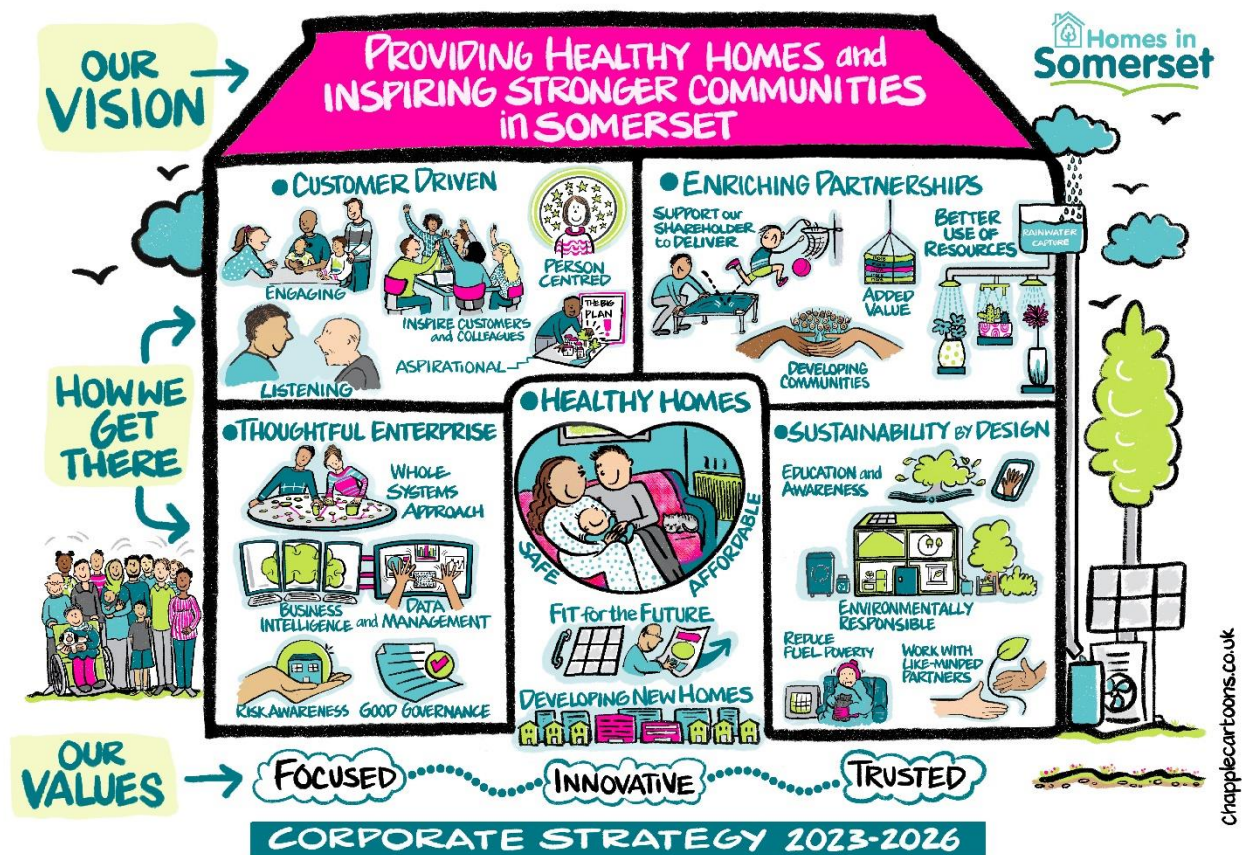 OUR
VISION
PROVIDING HEALTHY HOMES and
INSPIRING STRONGER COMMUNITIES
in SOMERSET
Homes in
Somerset
HOW WE
GET
THERE
CUSTOMER DRIVEN
ENGAGING
INSPIRE CUSTOMERS
and COLLEAGUES
PERSON
CENTRED
THE BIG
PLAN
ASPIRATIONAL
LISTENING
ENRICHING PARTNERSHIPS
SUPPORT our
SHAREHOLDER
to DELIVER
ADDED
VALUE
BETTER
USE OF
RESOURCES
RAINWATER
CAPTURE
DEVELOPING
COMMUNITIES
THOUGHTFUL ENTERPRISE
WHOLE
SYSTEMS
APPROACH
BUSINESS
INTELLIGENCE and
DATA
MANAGEMENT
RISK AWARENESS
GOOD GOVERNANCE
HEALTHY HOMES
SAFE
AFFORDABLE
FIT for the FUTURE
DEVELOPING NEW HOMES
SUSTAINABILITY BY DESIGN
EDUCATION and
AWARENESS
ENVIRONMENTALLY
RESPONSIBLE
REDUCE
FUEL POVERTY
WORK WITH
LIKE-MINDED
PARTNERS
OUR
VALUES
FOCUSED
INNOVATIVE
TRUSTED
CORPORATE STRATEGY 2023-2026
chapplecartoons.co.uk